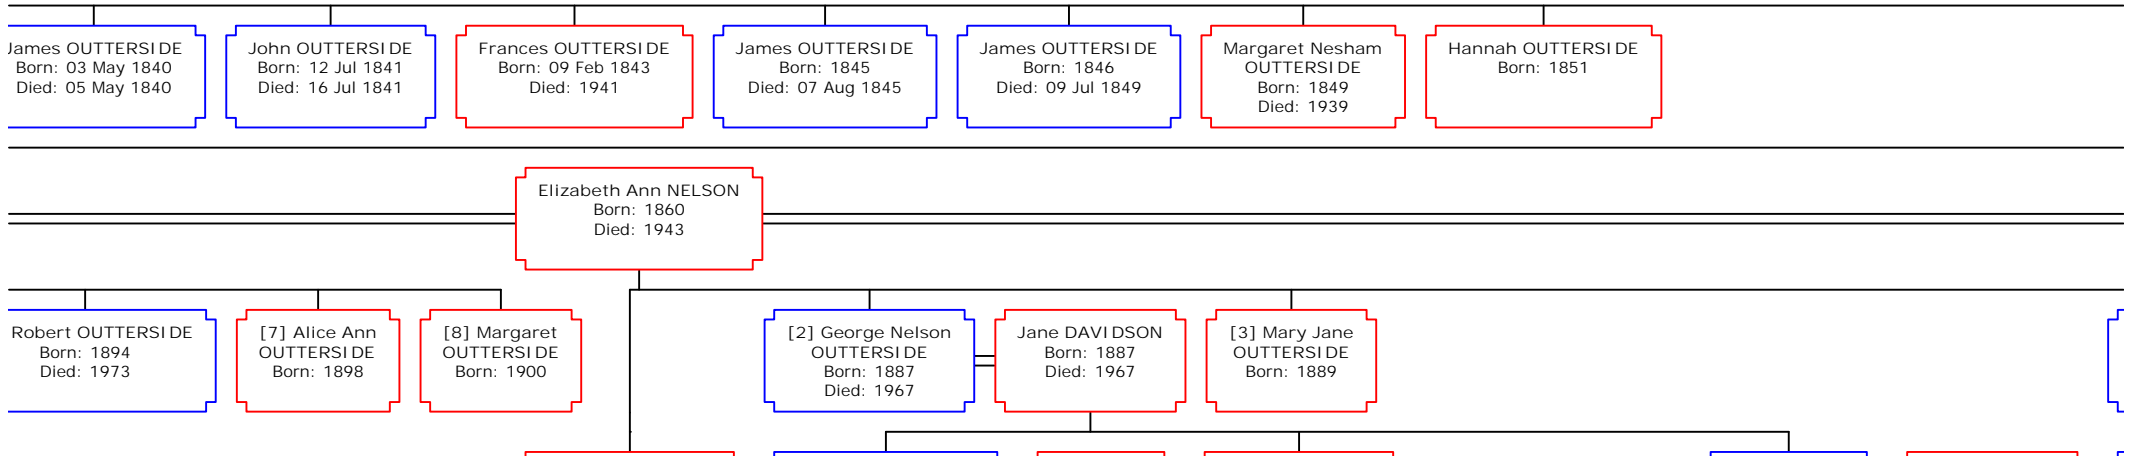 James OUTTERSIDE
Born: 03 May 1840
Died: 05 May 1840
John OUTTERSIDE
Born: 12 Jul 1841
Died: 16 Jul 1841
Frances OUTTERSIDE
Born: 09 Feb 1843
Died: 1941
James OUTTERSIDE
Born: 1845
Died: 07 Aug 1845
James OUTTERSIDE
Born: 1846
Died: 09 Jul 1849
Margaret Nesham
OUTTERSIDE
Born: 1849
Died: 1939
Hannah OUTTERSIDE
Born: 1851
Elizabeth Ann NELSON
Born: 1860
Died: 1943
Robert OUTTERSIDE
Born: 1894
Died: 1973
[7] Alice Ann
OUTTERSIDE
Born: 1898
[8] Margaret
OUTTERSIDE
Born: 1900
[2] George Nelson
OUTTERSIDE
Born: 1887
Died: 1967
Jane DAVIDSON
Born: 1887
Died: 1967
[3] Mary Jane
OUTTERSIDE
Born: 1889